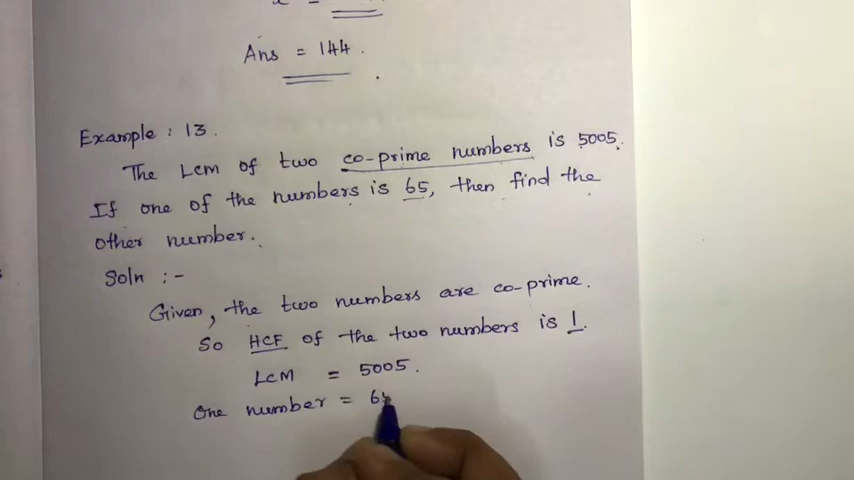 Ans = 144.
Example : 13.
The Lcm of two co-prime numbers is 5005.
If one of the numbers is 65, then find the
other number.
Soln :-
Given, the two numbers are co-prime.
So HCF of the two numbers is 1.
LCM = 5005.
One number = 6